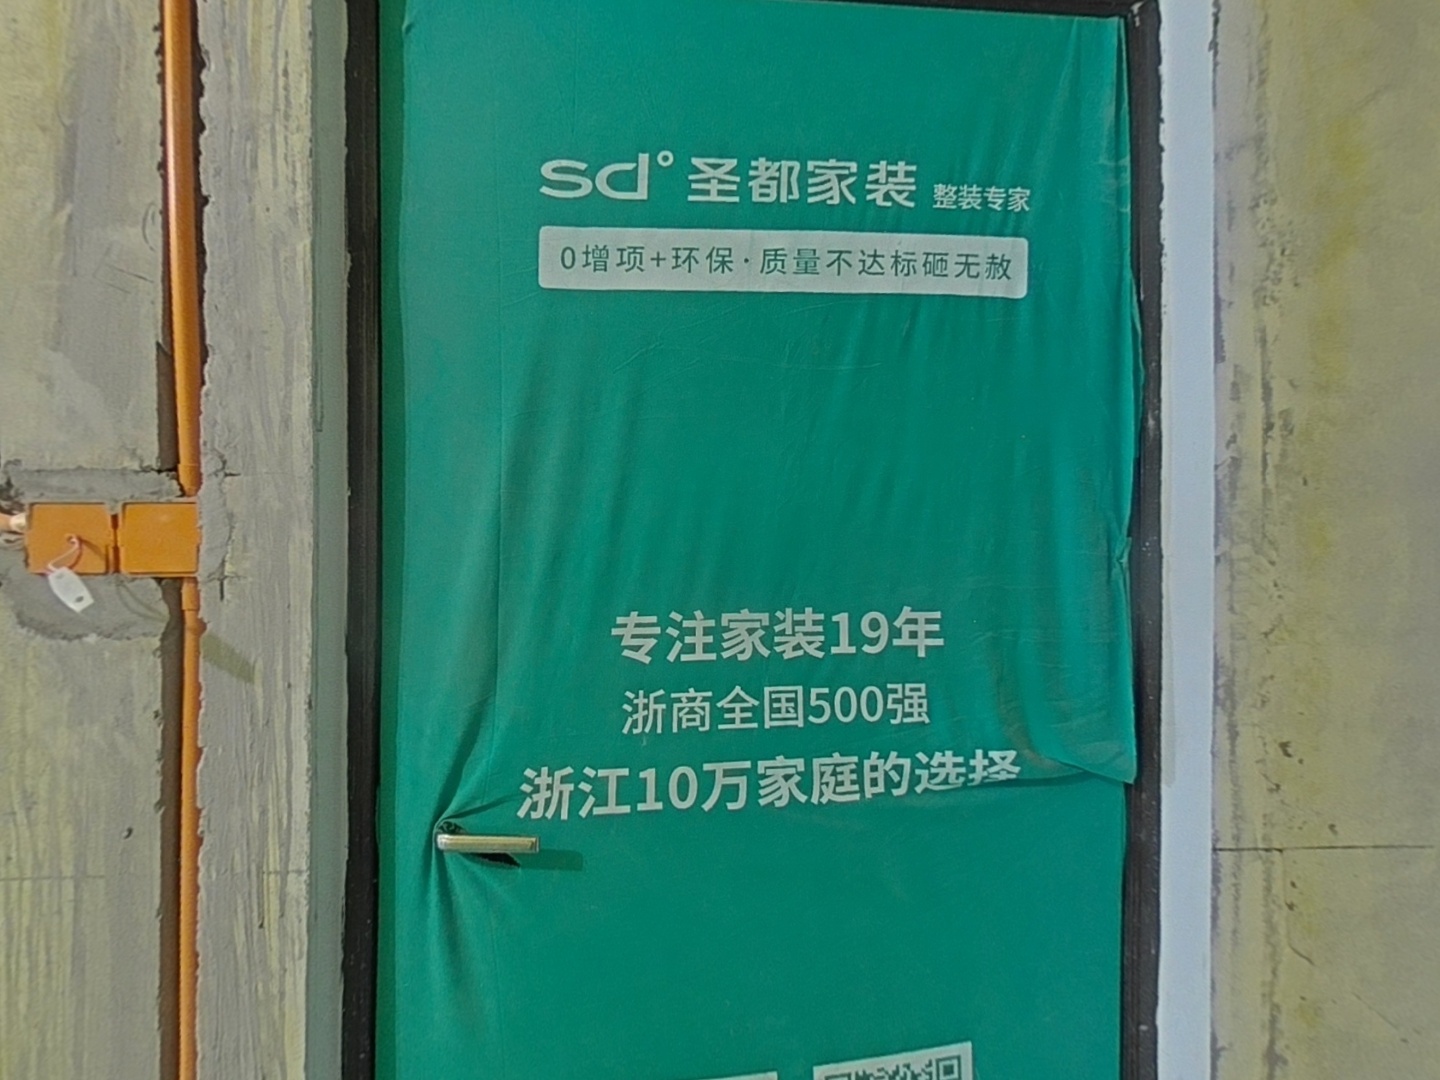 sd°圣都家装 整装专家
0增项+环保·质量不达标砸无赦
专注家装19年
浙商全国500强
浙江10万家庭的选择